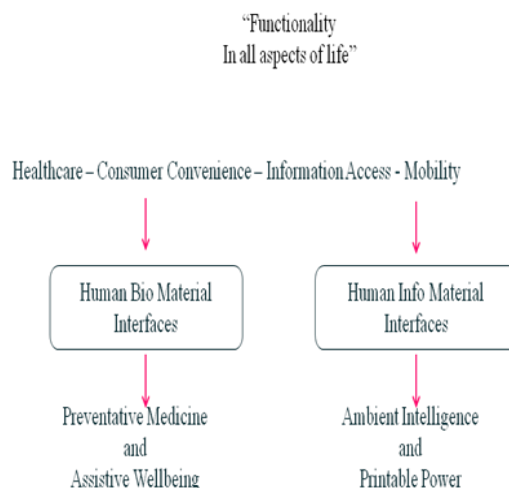 “Functionality
In all aspects of life”
Healthcare – Consumer Convenience – Information Access - Mobility
Human Bio Material
Interfaces
Human Info Material
Interfaces
Preventative Medicine
and
Assistive Wellbeing
Ambient Intelligence
and
Printable Power